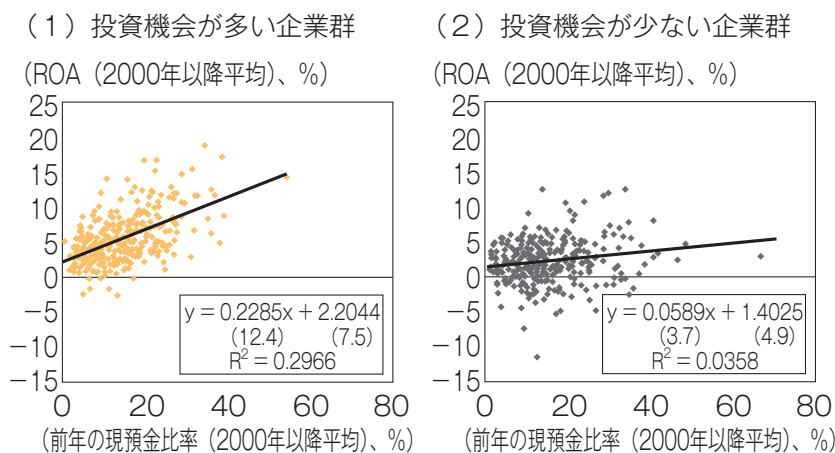 （1）投資機会が多い企業群
（ROA（2000年以降平均）、%）
25
20
15
10
5
0
－5
－10
－15
y＝0.2285x＋2.2044
（12.4）　（7.5）
R²＝0.2966
0 20 40 60 80
（前年の現預金比率（2000年以降平均）、%）
（2）投資機会が少ない企業群
（ROA（2000年以降平均）、%）
25
20
15
10
5
0
－5
－10
－15
y＝0.0589x＋1.4025
（3.7）　（4.9）
R²＝0.0358
0 20 40 60 80
（前年の現預金比率（2000年以降平均）、%）